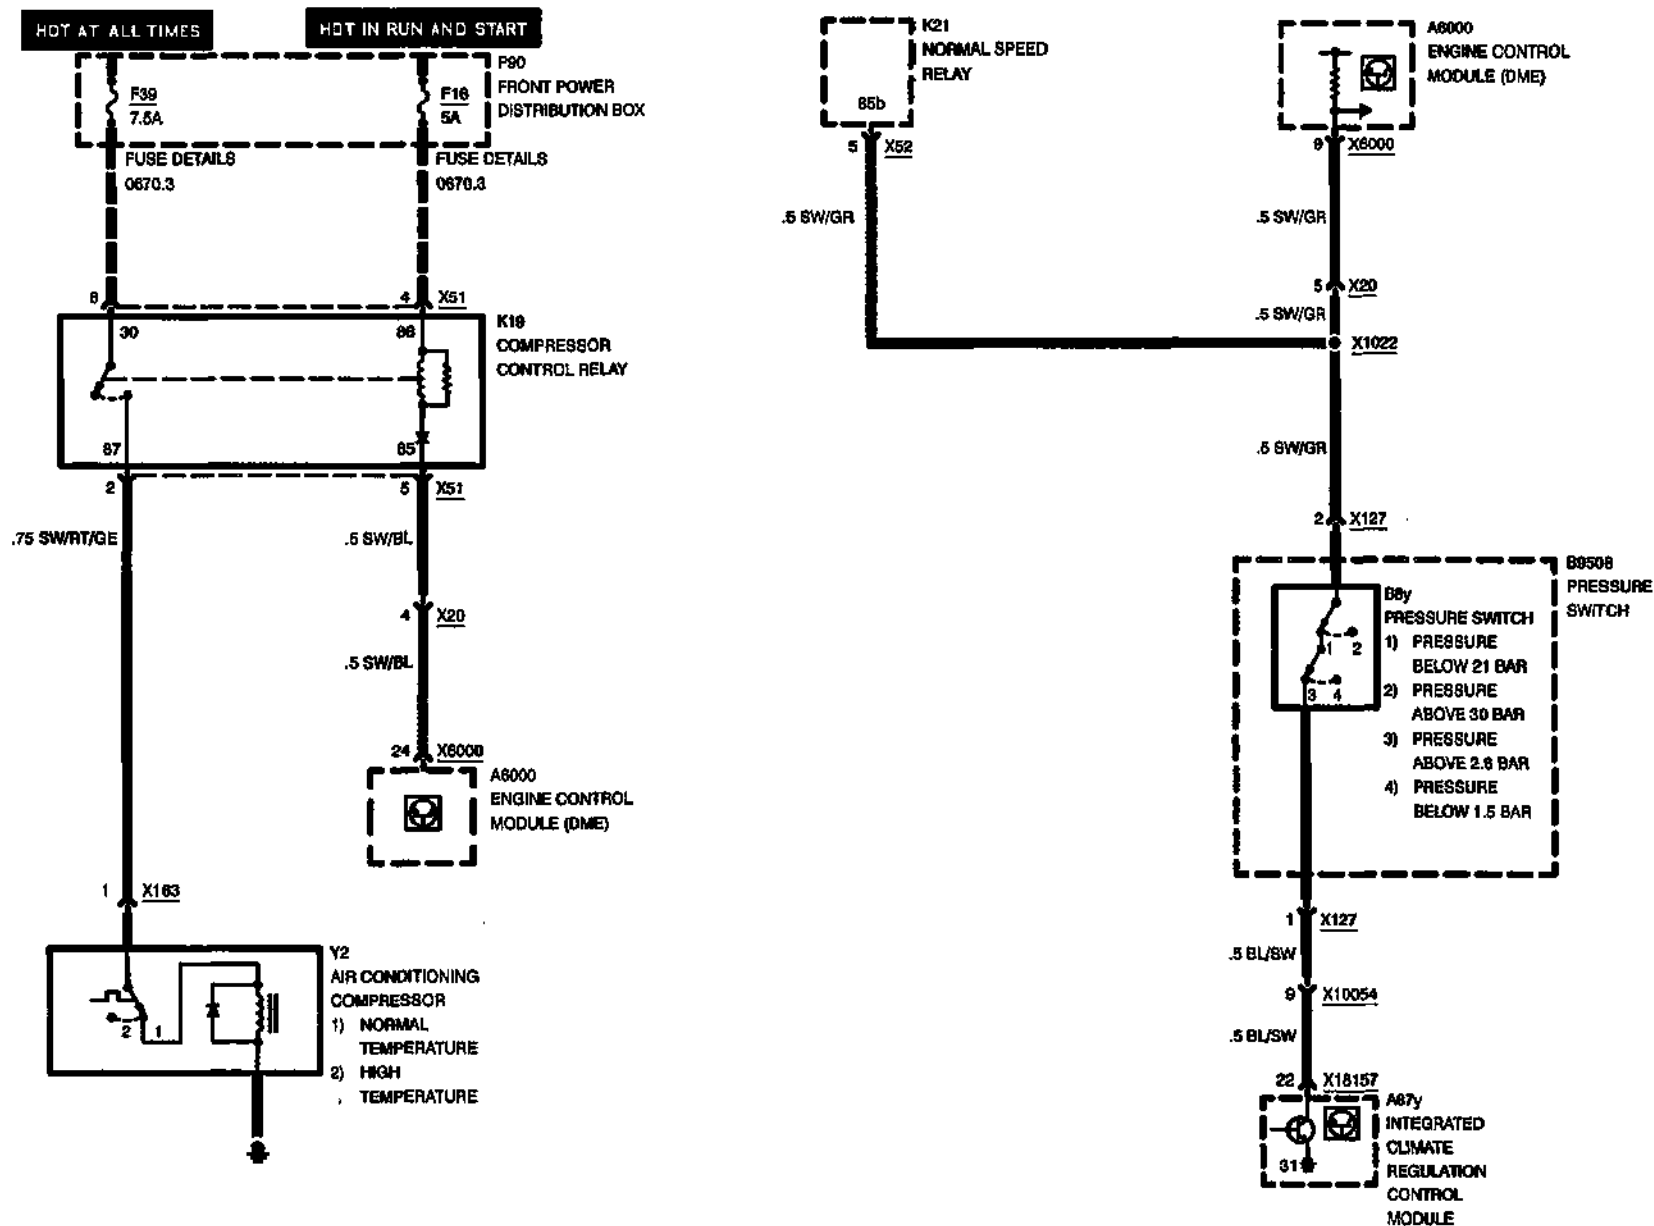 HOT AT ALL TIMES
HOT IN RUN AND START
F39
7.5A
F16
5A
P90
FRONT POWER
DISTRIBUTION BOX
FUSE DETAILS
0670.3
FUSE DETAILS
0670.3
8
4
X51
30
86
K19
COMPRESSOR
CONTROL RELAY
87
85
2
5
X51
.75 SW/RT/GE
.5 SW/BL
4
X20
.5 SW/BL
24
X6000
A6000
ENGINE CONTROL
MODULE (DME)
1
X163
Y2
AIR CONDITIONING
COMPRESSOR
1) NORMAL
TEMPERATURE
2) HIGH
TEMPERATURE
2
1
K21
NORMAL SPEED
RELAY
85b
5
X52
.5 SW/GR
A6000
ENGINE CONTROL
MODULE (DME)
9
X6000
.5 SW/GR
5
X20
.5 SW/GR
X1022
.5 SW/GR
2
X127
B9508
PRESSURE
SWITCH
B8y
PRESSURE SWITCH
1) PRESSURE
BELOW 21 BAR
2) PRESSURE
ABOVE 30 BAR
3) PRESSURE
ABOVE 2.6 BAR
4) PRESSURE
BELOW 1.5 BAR
1
2
3
4
1
X127
.5 BL/SW
9
X10054
.5 BL/SW
22
X18157
A67y
INTEGRATED
CLIMATE
REGULATION
CONTROL
MODULE
31